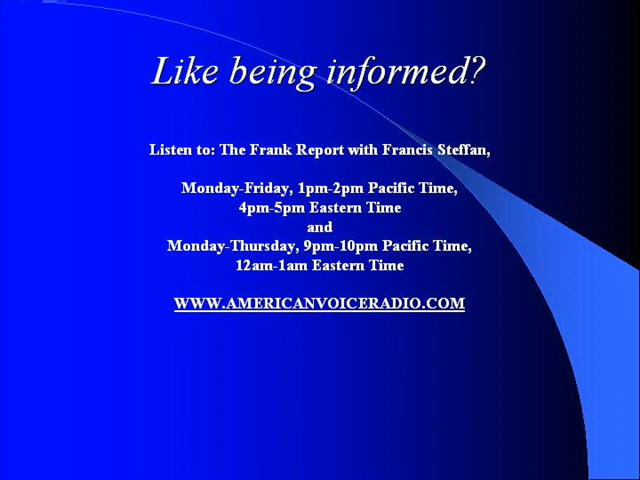 Like being informed?
Listen to: The Frank Report with Francis Steffan,
Monday-Friday, 1pm-2pm Pacific Time,
4pm-5pm Eastern Time
and
Monday-Thursday, 9pm-10pm Pacific Time,
12am-1am Eastern Time
WWW.AMERICANVOICERADIO.COM